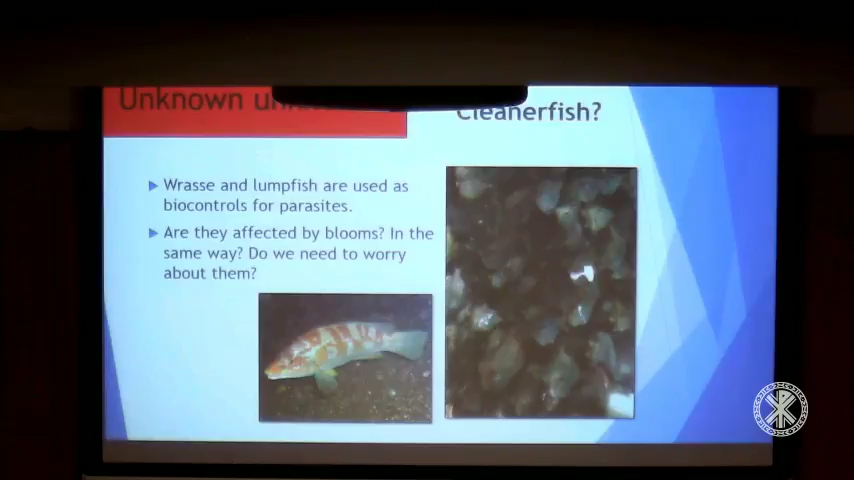 Unknown
Cleanerfish?
Wrasse and lumpfish are used as
biocontrols for parasites.
Are they affected by blooms? In the
same way? Do we need to worry
about them?